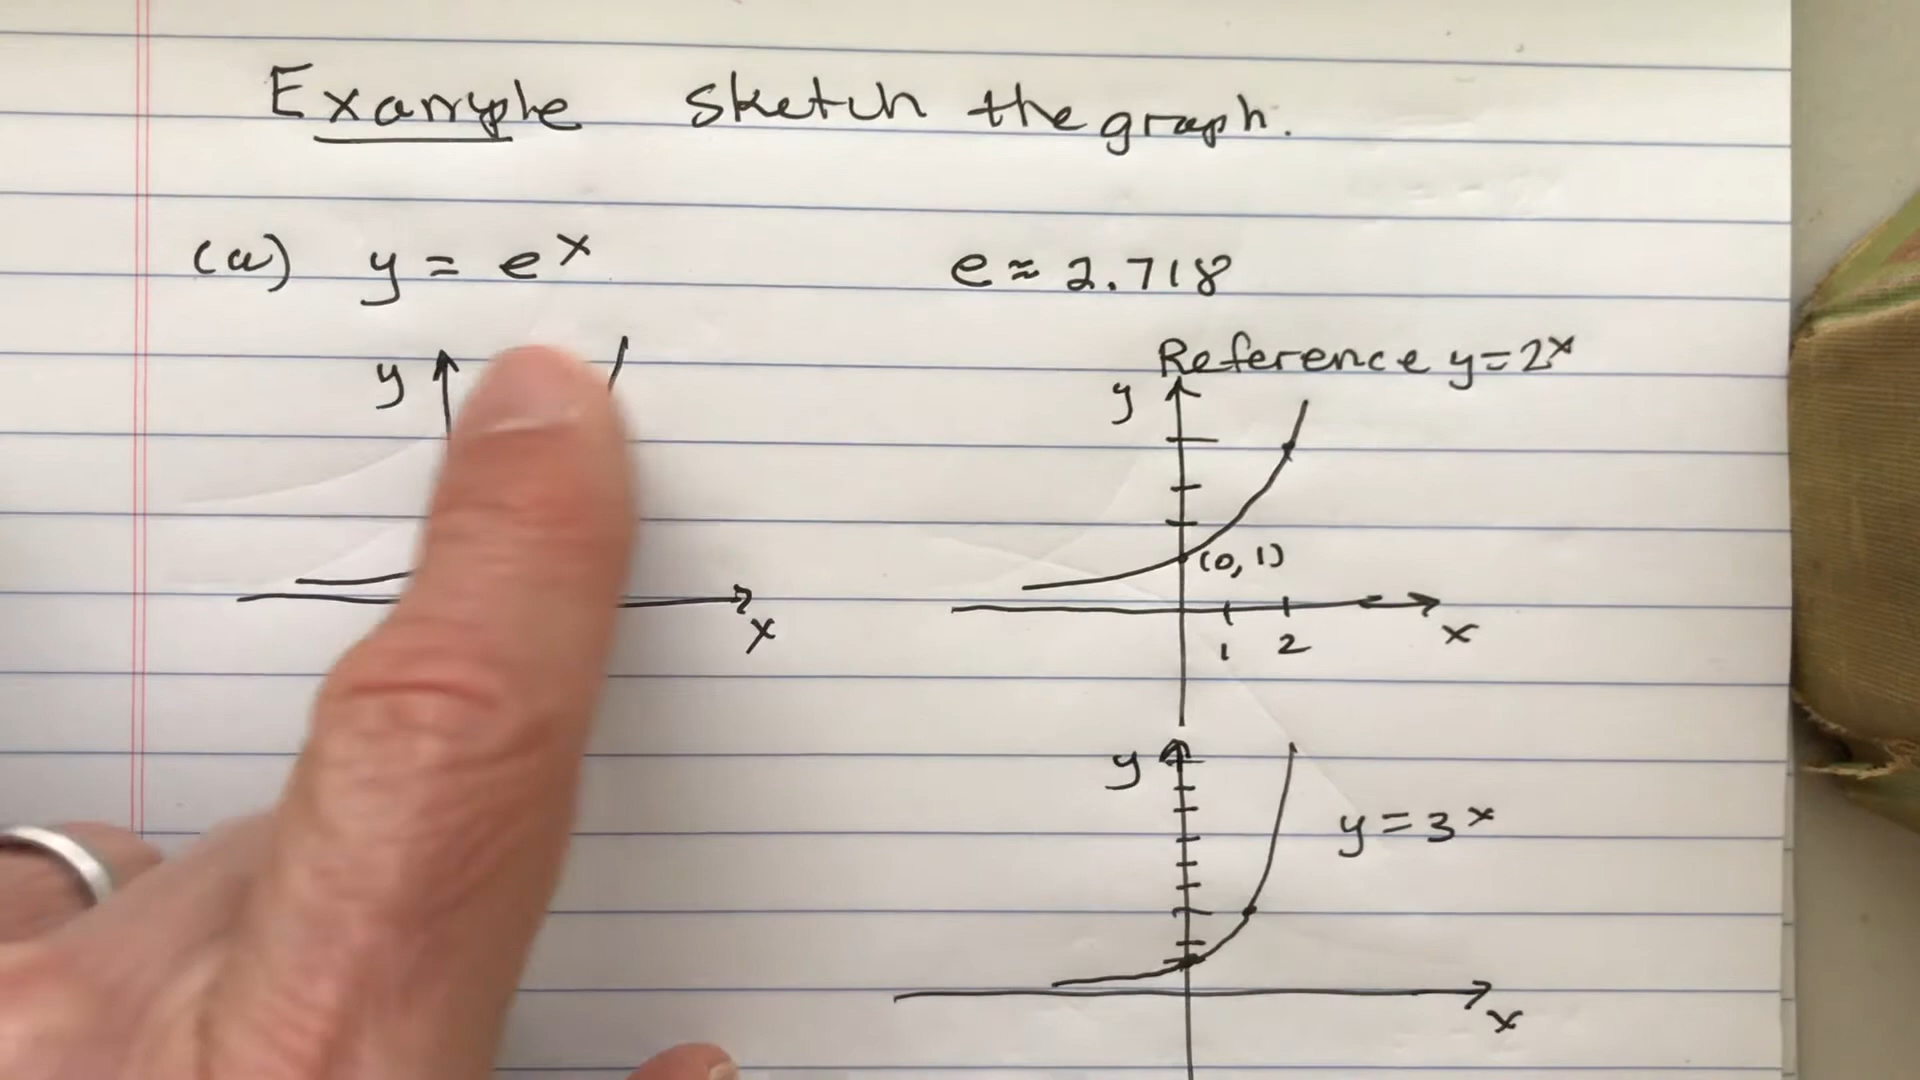 Example sketch the graph.
(a) y = e^x
e ≈ 2.718
y
x
Reference y=2^x
y
(0, 1)
1 2
x
y
y = 3^x
x